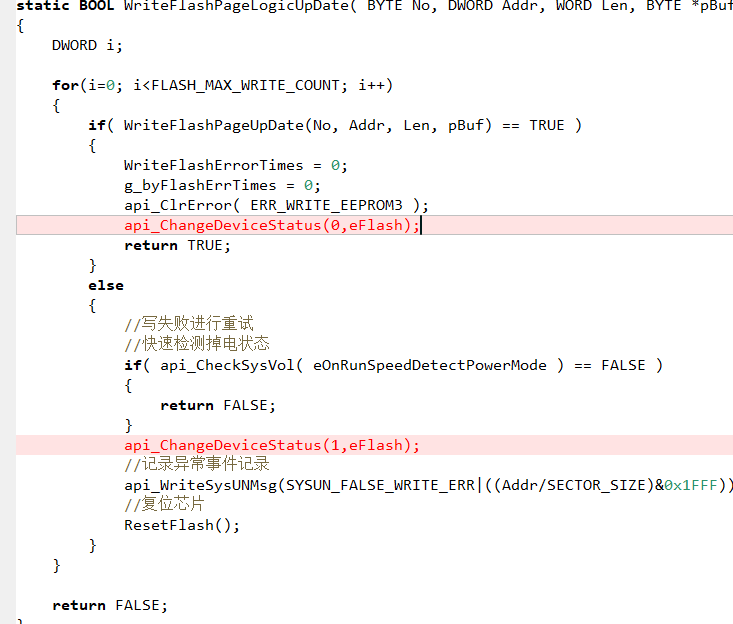 static BOOL WriteFlashPageLogicUpDate( BYTE No, DWORD Addr, WORD Len, BYTE *pBuf
{
DWORD i;
for(i=0; i<FLASH_MAX_WRITE_COUNT; i++)
{
if( WriteFlashPageUpDate(No, Addr, Len, pBuf) == TRUE )
{
WriteFlashErrorTimes = 0;
g_byFlashErrTimes = 0;
api_ClrError( ERR_WRITE_EEPROM3 );
api_ChangeDeviceStatus(0,eFlash);
return TRUE;
}
else
{
//写失败进行重试
//快速检测掉电状态
if( api_CheckSysVol( eOnRunSpeedDetectPowerMode ) == FALSE )
{
return FALSE;
}
api_ChangeDeviceStatus(1,eFlash);
//记录异常事件记录
api_WriteSysUNMsg(SYSUN_FALSE_WRITE_ERR|((Addr/SECTOR_SIZE)&0x1FFF))
//复位芯片
ResetFlash();
}
}
return FALSE;
}